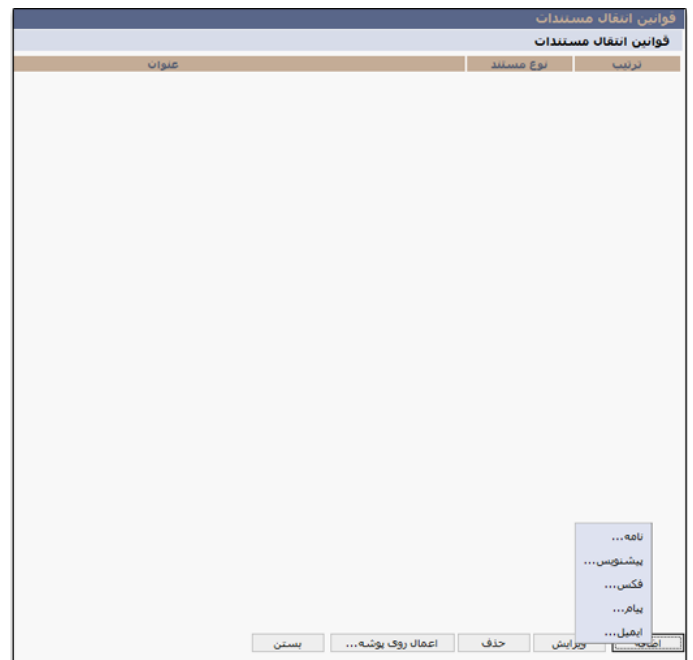 قوانین انتقال مستندات
قوانین انتقال مستندات
ترتیب نوع مستند عنوان
نامه...
پیشنویس...
فکس...
پیام...
ایمیل...
اضافه ویرایش حذف اعمال روی پوشه... بستن